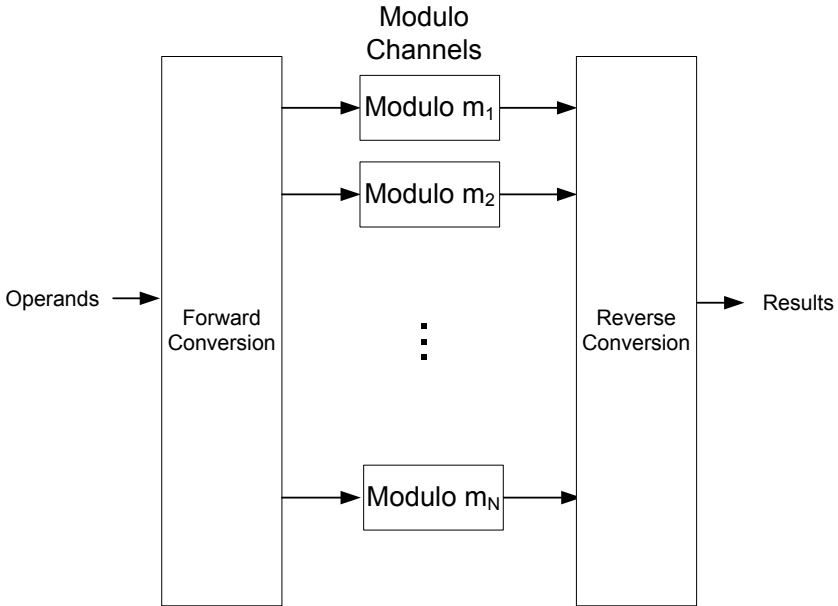 Modulo
Channels
Modulo m₁
Modulo m₂
Operands
Forward
Conversion
Reverse
Conversion
Results
Modulo mN